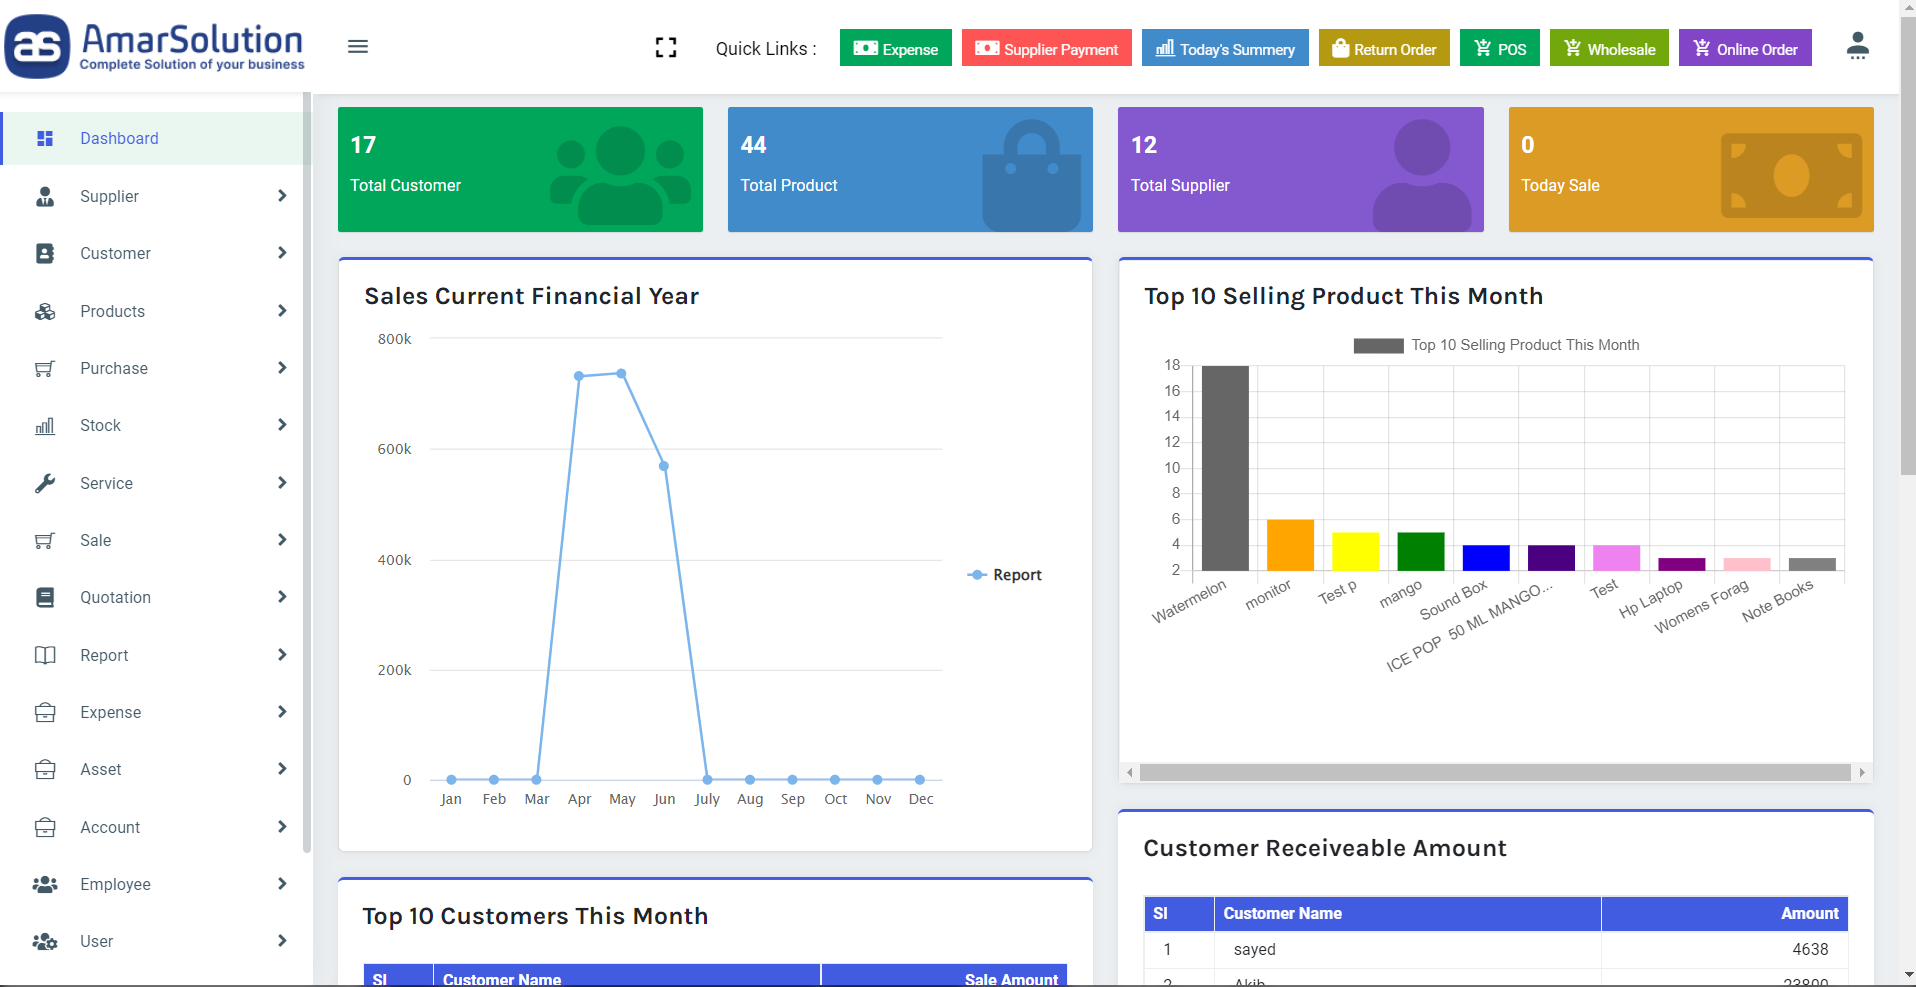 as AmarSolution
Complete Solution of your business
Quick Links :
Expense
Supplier Payment
Today's Summery
Return Order
POS
Wholesale
Online Order
Dashboard
Supplier
Customer
Products
Purchase
Stock
Service
Sale
Quotation
Report
Expense
Asset
Account
Employee
User
17
Total Customer
44
Total Product
12
Total Supplier
0
Today Sale
Sales Current Financial Year
800k
600k
400k
200k
0
Jan Feb Mar Apr May Jun July Aug Sep Oct Nov Dec
Report
Top 10 Selling Product This Month
Top 10 Selling Product This Month
18
16
14
12
10
8
6
4
2
Watermelon
monitor
Test p
mango
Sound Box
ICE POP 50 ML MANGO...
Test
Hp Laptop
Womens Forag
Note Books
Top 10 Customers This Month
Sl Customer Name Sale Amount
Customer Receiveable Amount
Sl Customer Name Amount
1 sayed 4638
2 Akib 23800